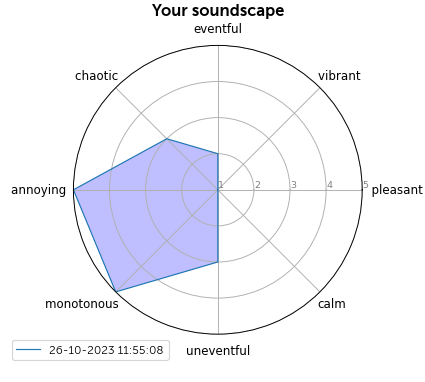 Your soundscape
eventful
chaotic
vibrant
annoying
1 2 3 4 5
pleasant
monotonous
calm
uneventful
26-10-2023 11:55:08